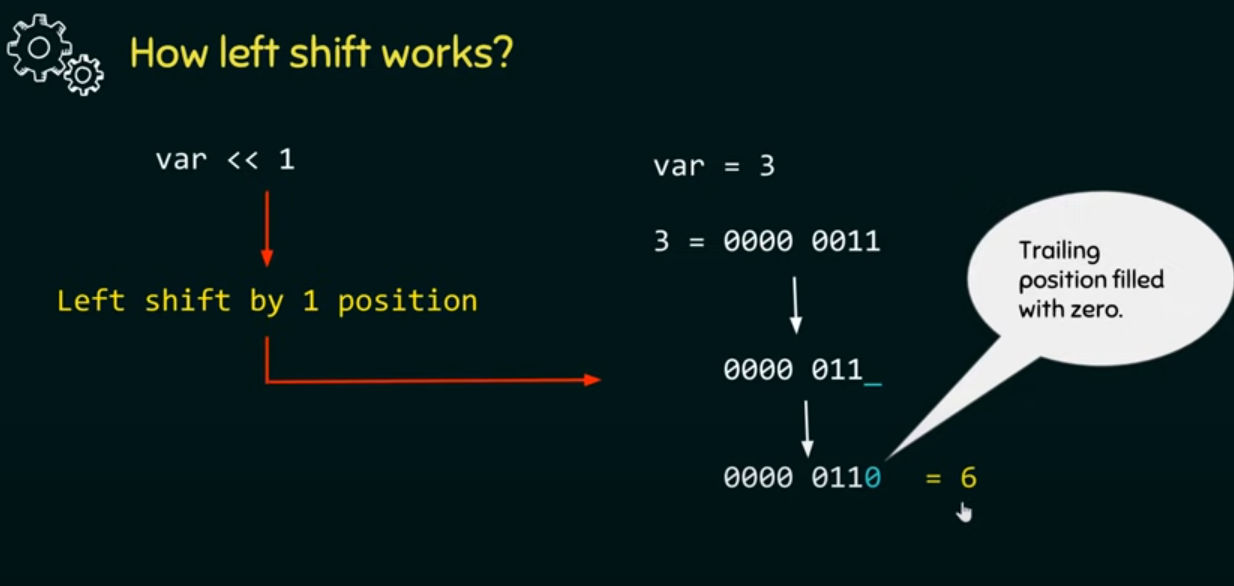 How left shift works?
var << 1
Left shift by 1 position
var = 3
3 = 0000 0011
0000 011_
0000 0110 = 6
Trailing
position filled
with zero.